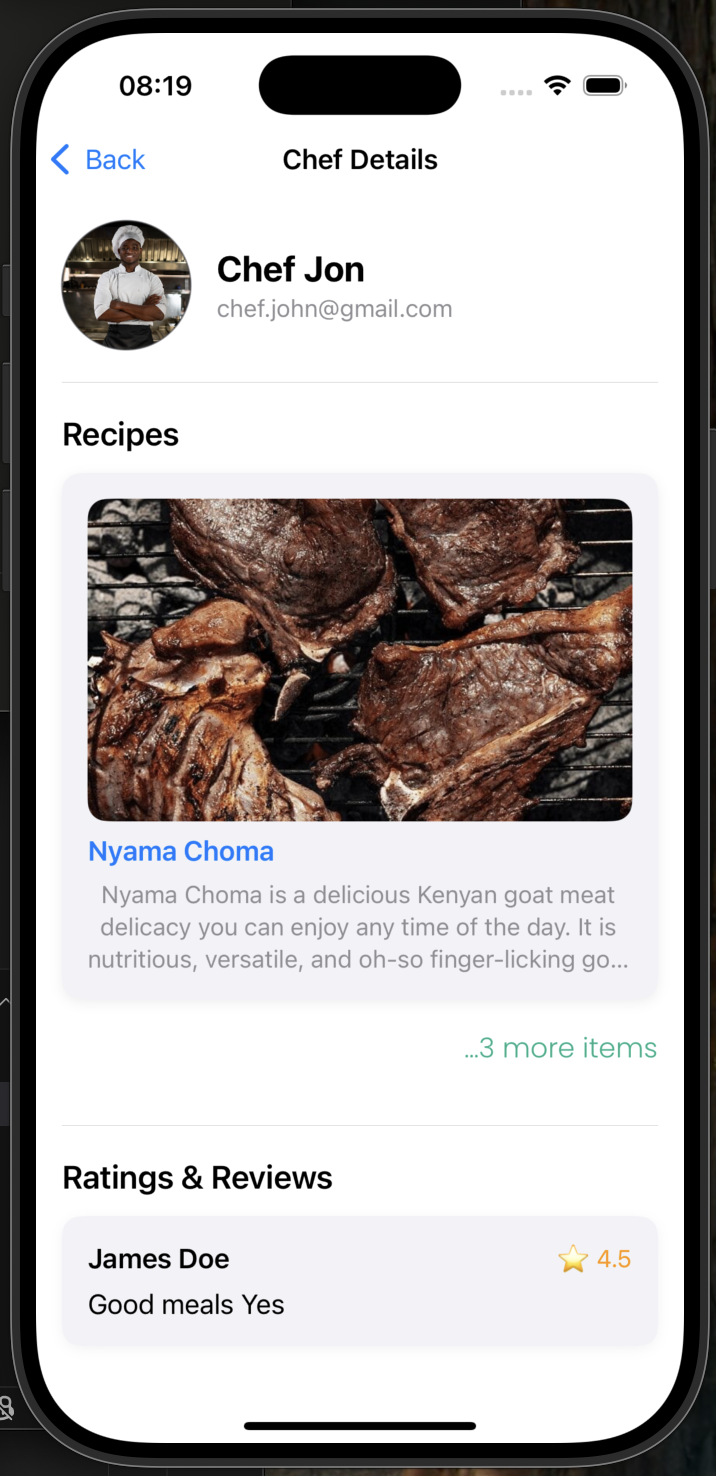 08:19
Back
Chef Details
Chef Jon
chef.john@gmail.com
Recipes
Nyama Choma
Nyama Choma is a delicious Kenyan goat meat
delicacy you can enjoy any time of the day. It is
nutritious, versatile, and oh-so finger-licking go...
...3 more items
Ratings & Reviews
James Doe
⭐ 4.5
Good meals Yes